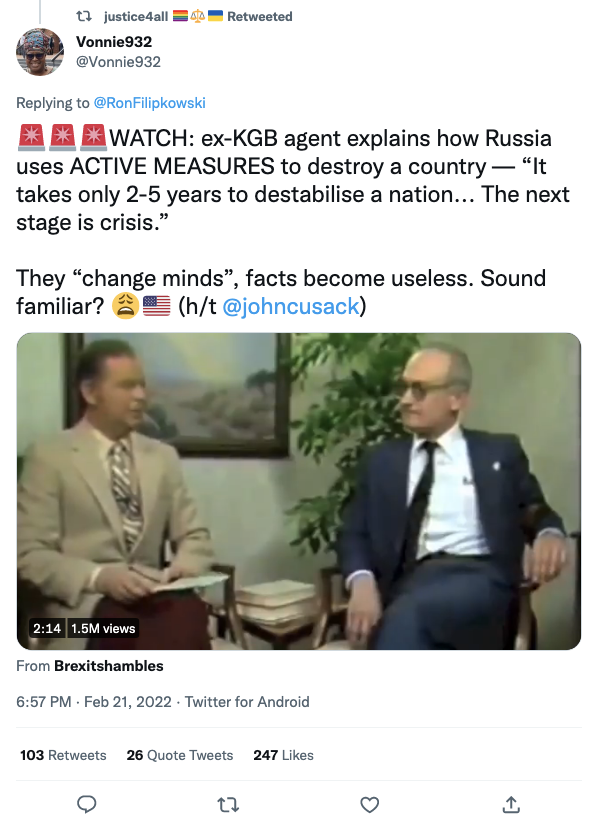 justice4all 🏳️‍🌈⚖️🇺🇦 Retweeted
Vonnie932
@Vonnie932
Replying to @RonFilipkowski
🚨🚨🚨WATCH: ex-KGB agent explains how Russia
uses ACTIVE MEASURES to destroy a country — “It
takes only 2-5 years to destabilise a nation... The next
stage is crisis.”
They “change minds”, facts become useless. Sound
familiar? 😩🇺🇸 (h/t @johncusack)
2:14 1.5M views
From Brexitshambles
6:57 PM · Feb 21, 2022 · Twitter for Android
103 Retweets 26 Quote Tweets 247 Likes